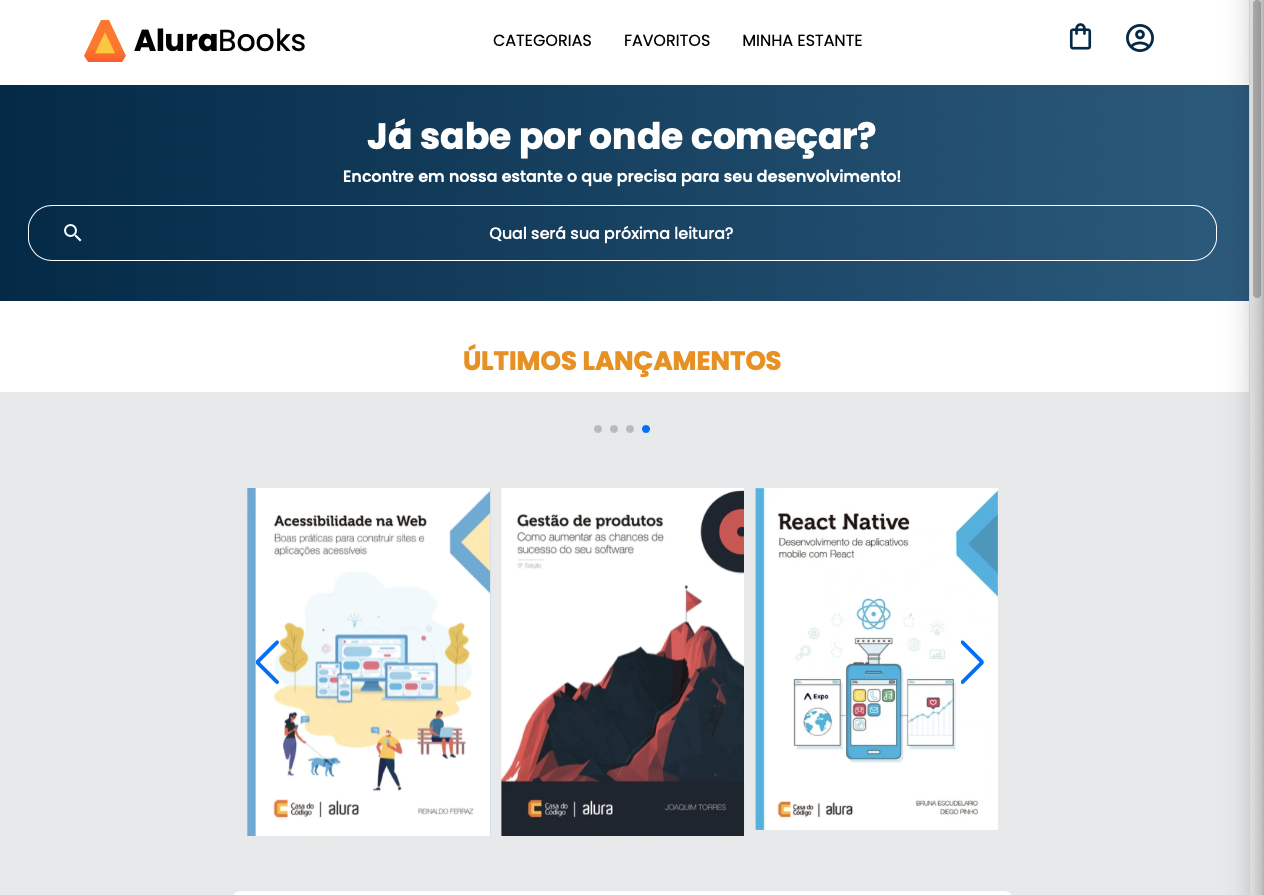 AluraBooks
CATEGORIAS
FAVORITOS
MINHA ESTANTE
Já sabe por onde começar?
Encontre em nossa estante o que precisa para seu desenvolvimento!
Qual será sua próxima leitura?
ÚLTIMOS LANÇAMENTOS
Acessibilidade na Web
Boas práticas para construir sites e
aplicações acessíveis
Casa do
Código
alura
REINALDO FERRAZ
Gestão de produtos
Como aumentar as chances de
sucesso do seu software
3ª Edição
Casa do
Código
alura
JOAQUIM TORRES
React Native
Desenvolvimento de aplicativos
mobile com React
Expo
Casa do
Código
alura
BRUNA ESCUDELARIO
DIEGO PINHO